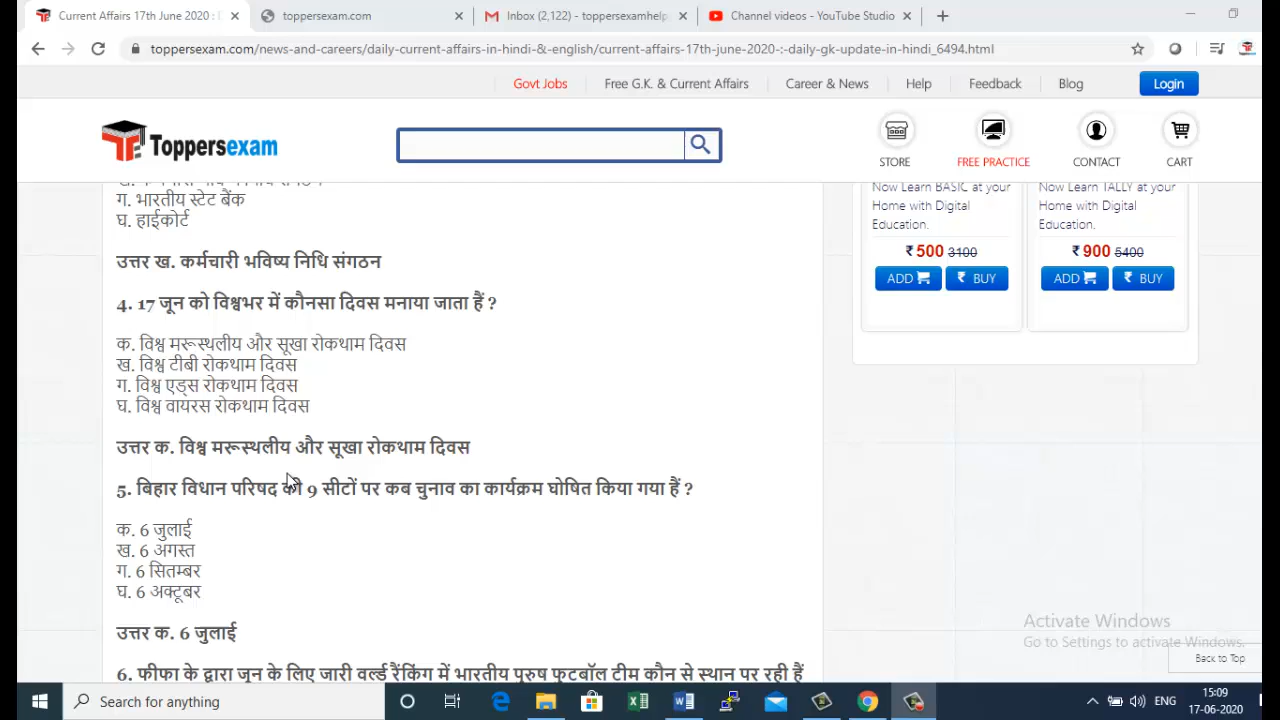 Current Affairs 17th June 2020 :
toppersexam.com
Inbox (2,122) - toppersexamhelp
Channel videos - YouTube Studio
toppersexam.com/news-and-careers/daily-current-affairs-in-hindi-&-english/current-affairs-17th-june-2020-:-daily-gk-update-in-hindi_6494.html
Govt Jobs
Free G.K. & Current Affairs
Career & News
Help
Feedback
Blog
Login
Toppersexam
STORE
FREE PRACTICE
CONTACT
CART
ग. भारतीय स्टेट बैंक
घ. हाईकोर्ट
उत्तर ख. कर्मचारी भविष्य निधि संगठन
4. 17 जून को विश्वभर में कौनसा दिवस मनाया जाता हैं ?
क. विश्व मरूस्थलीय और सूखा रोकथाम दिवस
ख. विश्व टीबी रोकथाम दिवस
ग. विश्व एड्स रोकथाम दिवस
घ. विश्व वायरस रोकथाम दिवस
उत्तर क. विश्व मरूस्थलीय और सूखा रोकथाम दिवस
5. बिहार विधान परिषद की 9 सीटों पर कब चुनाव का कार्यक्रम घोषित किया गया हैं ?
क. 6 जुलाई
ख. 6 अगस्त
ग. 6 सितम्बर
घ. 6 अक्टूबर
उत्तर क. 6 जुलाई
6. फीफा के द्वारा जून के लिए जारी वर्ल्ड रैंकिंग में भारतीय पुरुष फुटबॉल टीम कौन से स्थान पर रही हैं
Now Learn BASIC at your
Home with Digital
Education.
₹ 500 3100
ADD
₹ BUY
Now Learn TALLY at your
Home with Digital
Education.
₹ 900 5400
ADD
₹ BUY
Activate Windows
Go to Settings to activate Windows.
Back to Top
Search for anything
ENG
15:09
17-06-2020